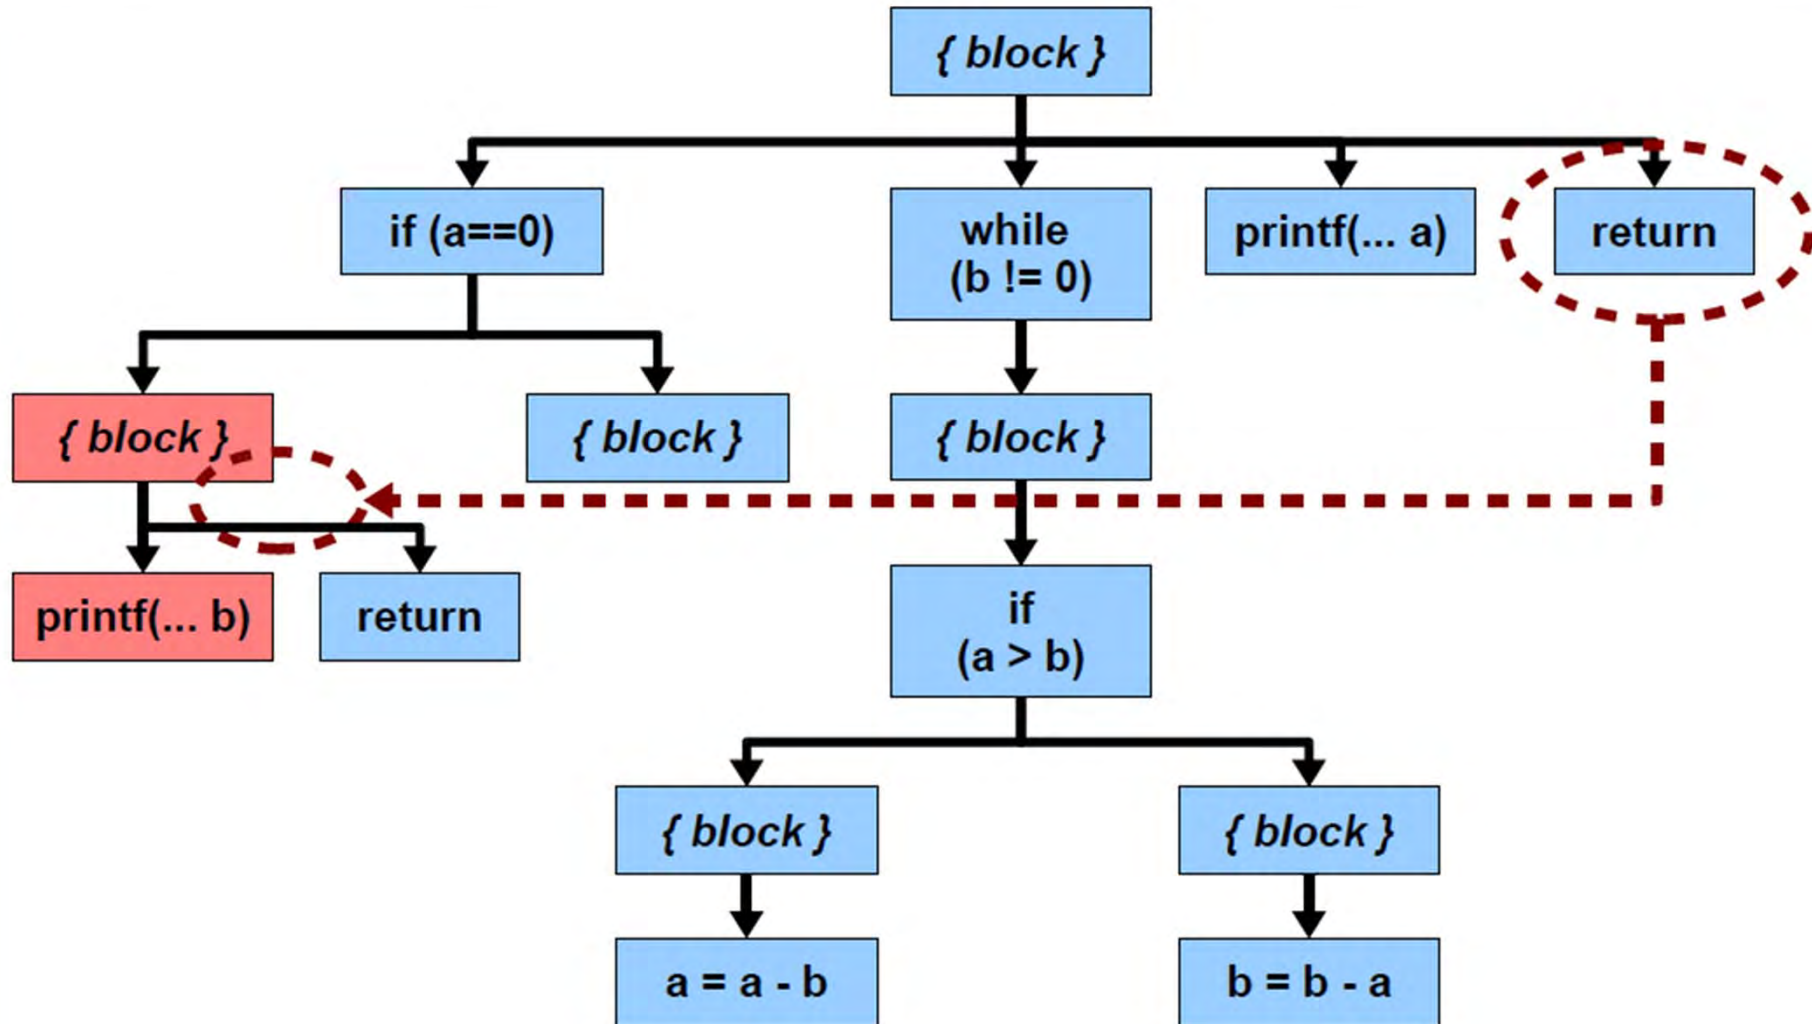 { block }
if (a==0)
while
(b != 0)
printf(... a)
return
{ block }
{ block }
{ block }
printf(... b)
return
if
(a > b)
{ block }
{ block }
a = a - b
b = b - a